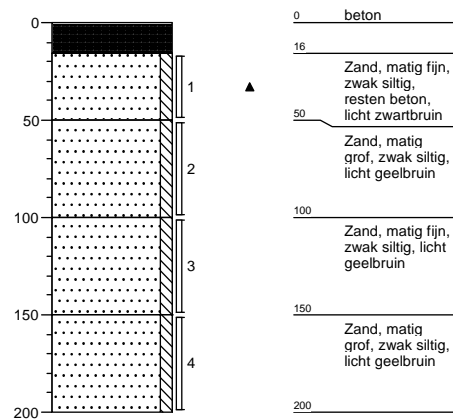 0
50
100
150
200
1
2
3
4
0
beton
16
Zand, matig fijn,
zwak siltig,
resten beton,
licht zwartbruin
50
Zand, matig
grof, zwak siltig,
licht geelbruin
100
Zand, matig fijn,
zwak siltig, licht
geelbruin
150
Zand, matig
grof, zwak siltig,
licht geelbruin
200